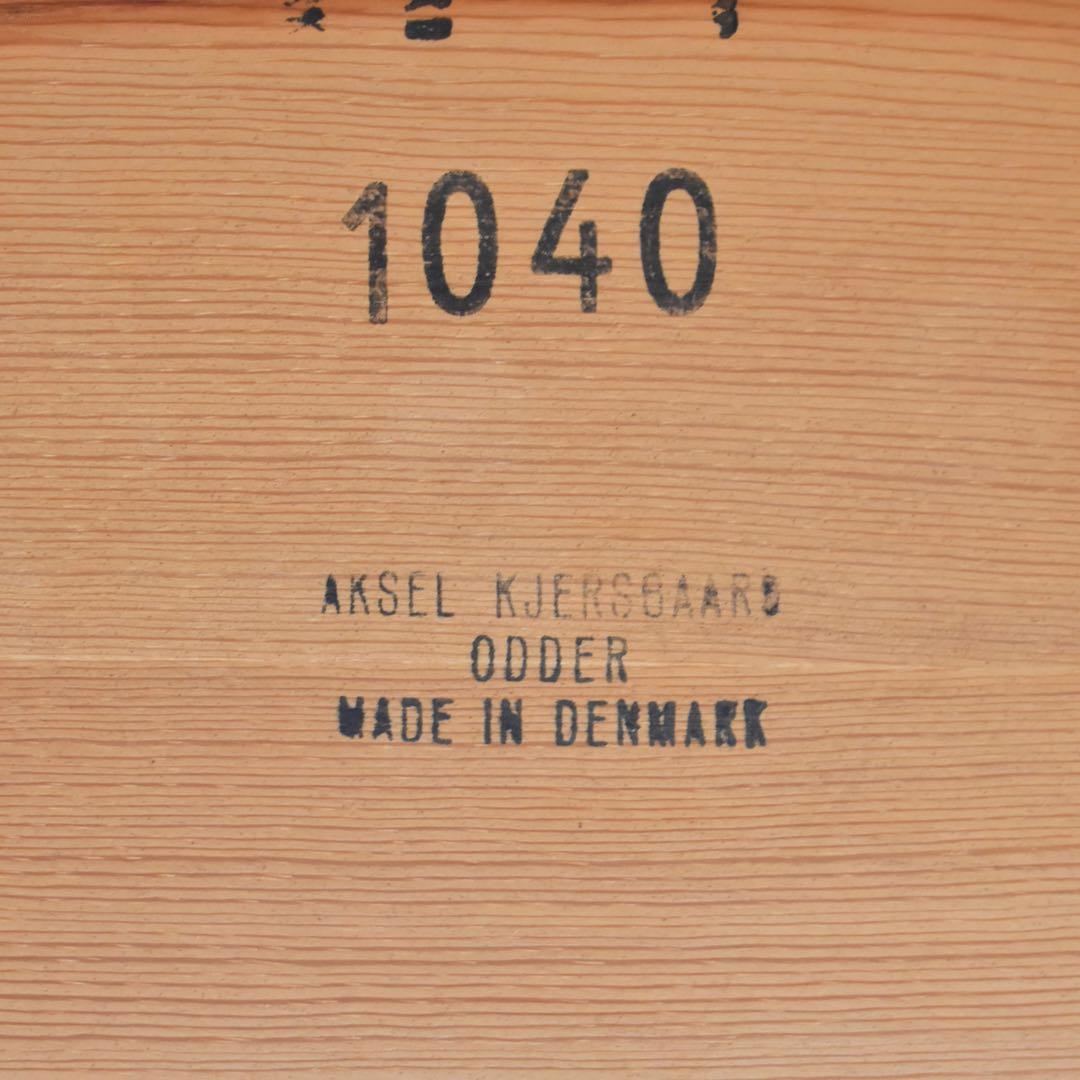 1040
AKSEL KJERSGAARD
ODDER
MADE IN DENMARK